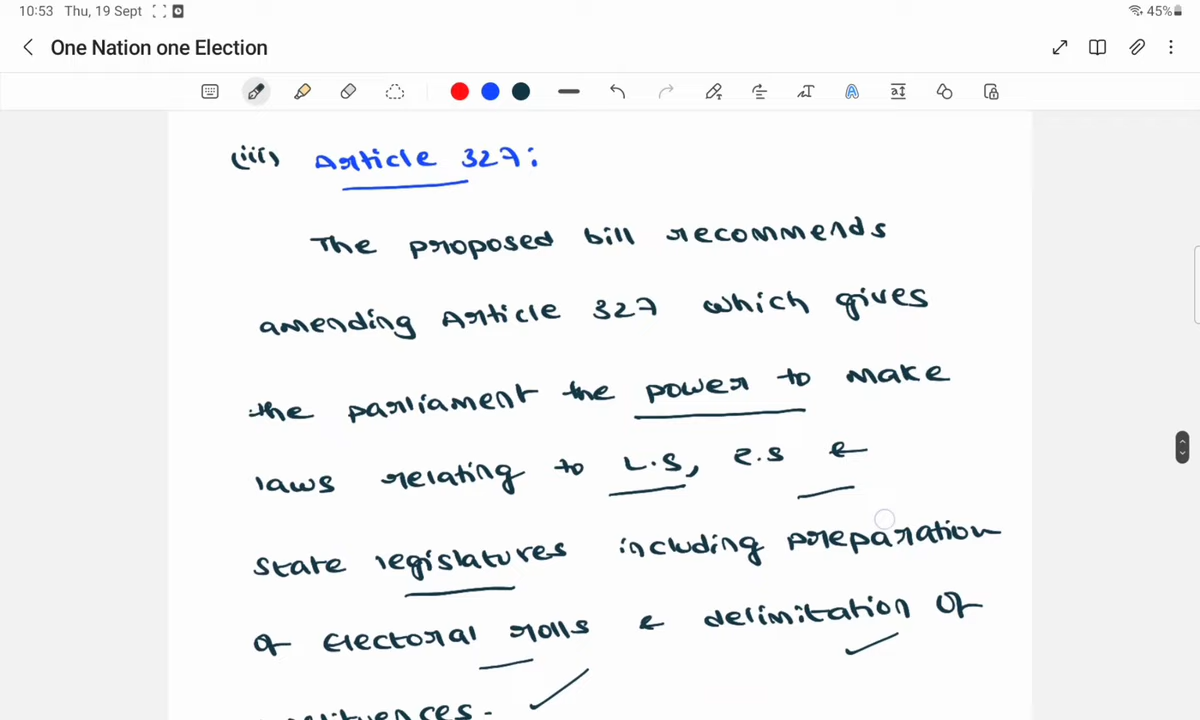 10:53 Thu, 19 Sept 45%
One Nation one Election
(iii) Article 327:
The proposed bill recommends
amending Article 327 which gives
the parliament the power to make
laws relating to L.S, R.S &
State legislatures including preparation
of Electoral rolls & delimitation of